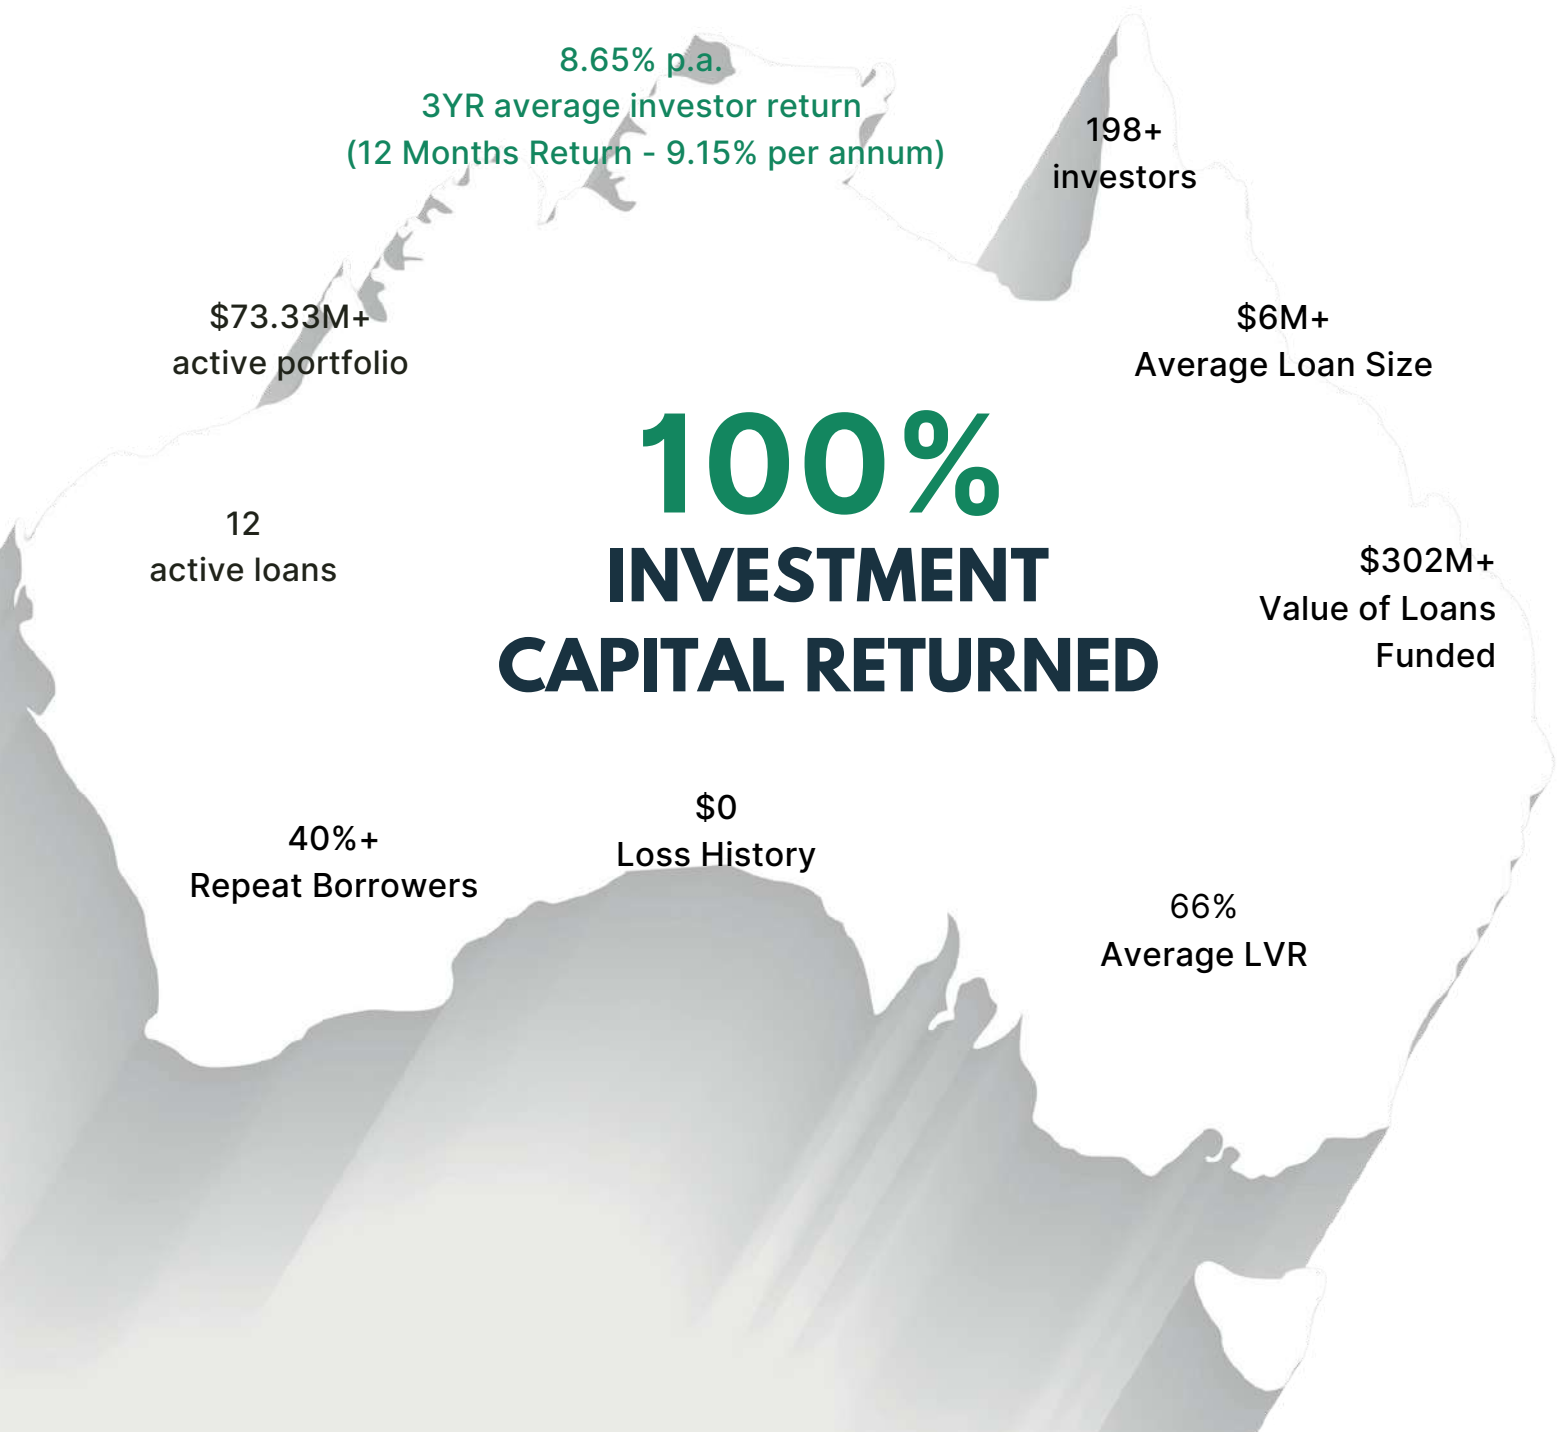 8.65% p.a.
3YR average investor return
(12 Months Return - 9.15% per annum)
198+
investors
$73.33M+
active portfolio
$6M+
Average Loan Size
100%
INVESTMENT
CAPITAL RETURNED
12
active loans
$302M+
Value of Loans
Funded
40%+
Repeat Borrowers
$0
Loss History
66%
Average LVR